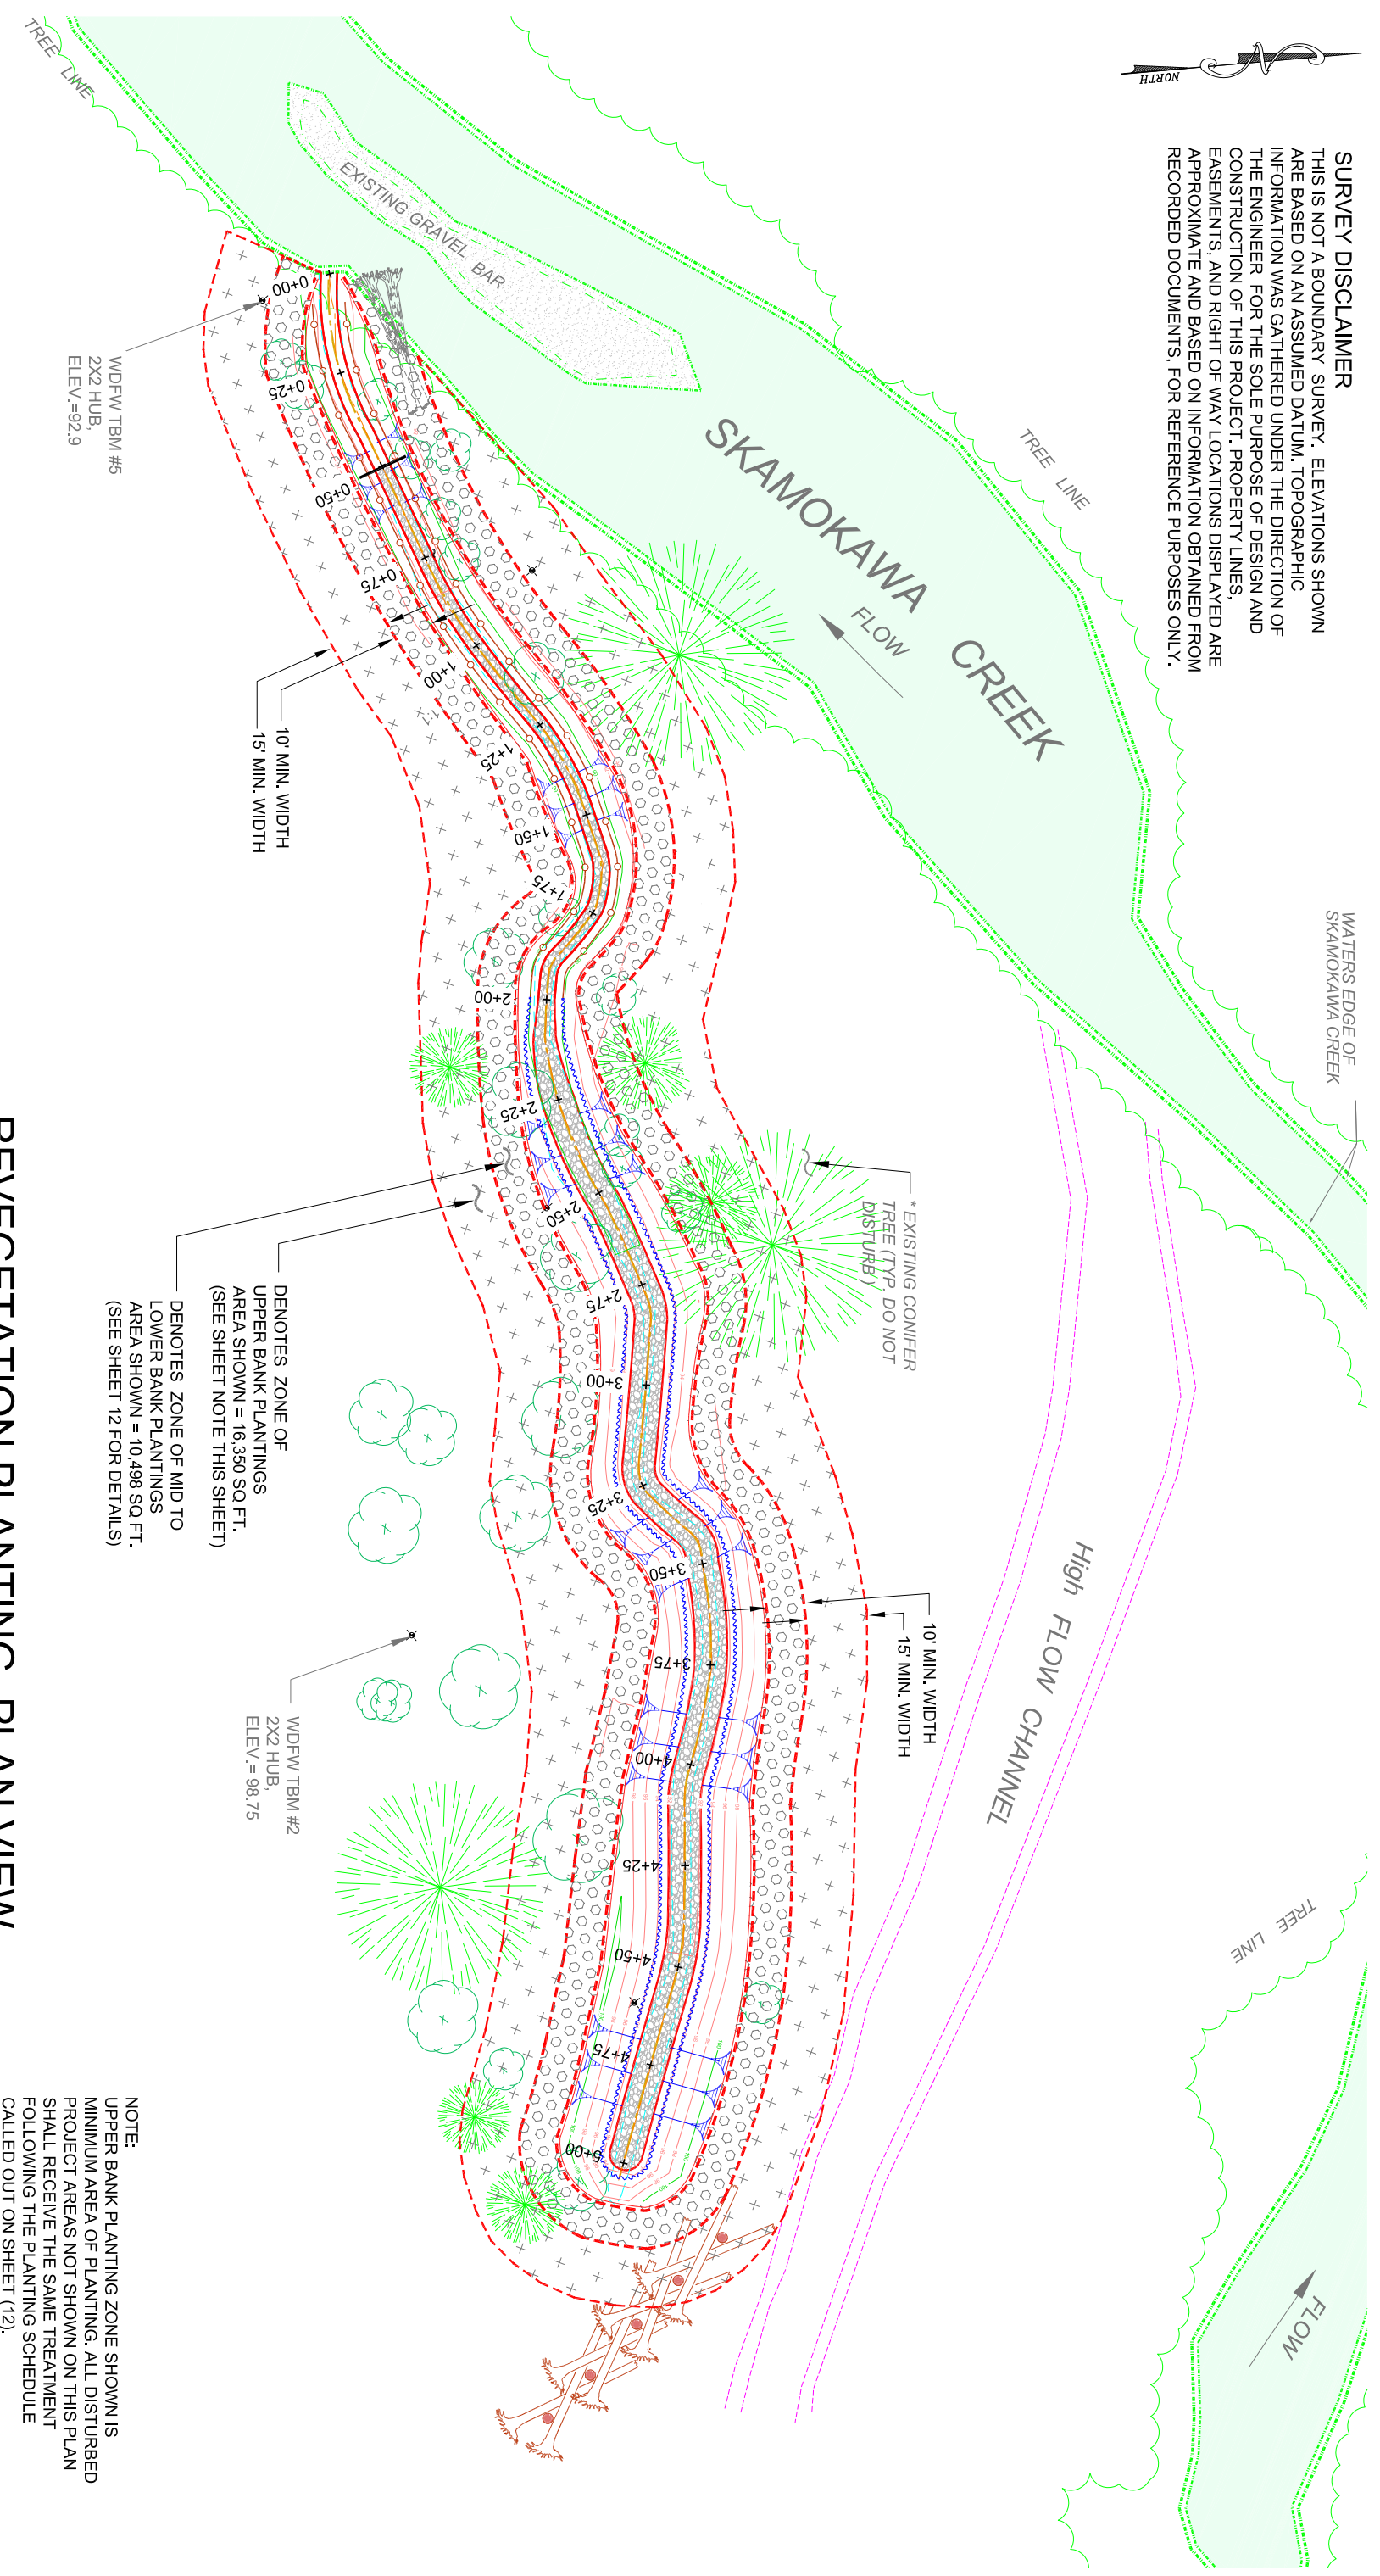 NORTH
SURVEY DISCLAIMER
THIS IS NOT A BOUNDARY SURVEY. ELEVATIONS SHOWN
ARE BASED ON AN ASSUMED DATUM. TOPOGRAPHIC
INFORMATION WAS GATHERED UNDER THE DIRECTION OF
THE ENGINEER FOR THE SOLE PURPOSE OF DESIGN AND
CONSTRUCTION OF THIS PROJECT. PROPERTY LINES,
EASEMENTS, AND RIGHT OF WAY LOCATIONS DISPLAYED ARE
APPROXIMATE AND BASED ON INFORMATION OBTAINED FROM
RECORDED DOCUMENTS, FOR REFERENCE PURPOSES ONLY.
TREE LINE
EXISTING GRAVEL BAR
SKAMOKAWA CREEK
FLOW
TREE LINE
WATERS EDGE OF
SKAMOKAWA CREEK
WDFW TBM #5
2X2 HUB,
ELEV.=92.9
0+00
0+25
0+50
0+75
1+00
1+25
1+50
1+75
2+00
2+25
2+50
2+75
3+00
3+25
3+50
3+75
4+00
4+25
4+50
4+75
5+00
10' MIN. WIDTH
15' MIN. WIDTH
* EXISTING CONIFER
TREE (TYP. DO NOT
DISTURB)
DENOTES ZONE OF
UPPER BANK PLANTINGS
AREA SHOWN = 16,350 SQ FT.
(SEE SHEET NOTE THIS SHEET)
DENOTES ZONE OF MID TO
LOWER BANK PLANTINGS
AREA SHOWN = 10,498 SQ FT.
(SEE SHEET 12 FOR DETAILS)
10' MIN. WIDTH
15' MIN. WIDTH
High FLOW CHANNEL
WDFW TBM #2
2X2 HUB,
ELEV.= 98.75
TREE LINE
FLOW
REVEGETATION PLANTING PLAN VIEW
NOTE:
UPPER BANK PLANTING ZONE SHOWN IS
MINIMUM AREA OF PLANTING. ALL DISTURBED
PROJECT AREAS NOT SHOWN ON THIS PLAN
SHALL RECEIVE THE SAME TREATMENT
FOLLOWING THE PLANTING SCHEDULE
CALLED OUT ON SHEET (12).